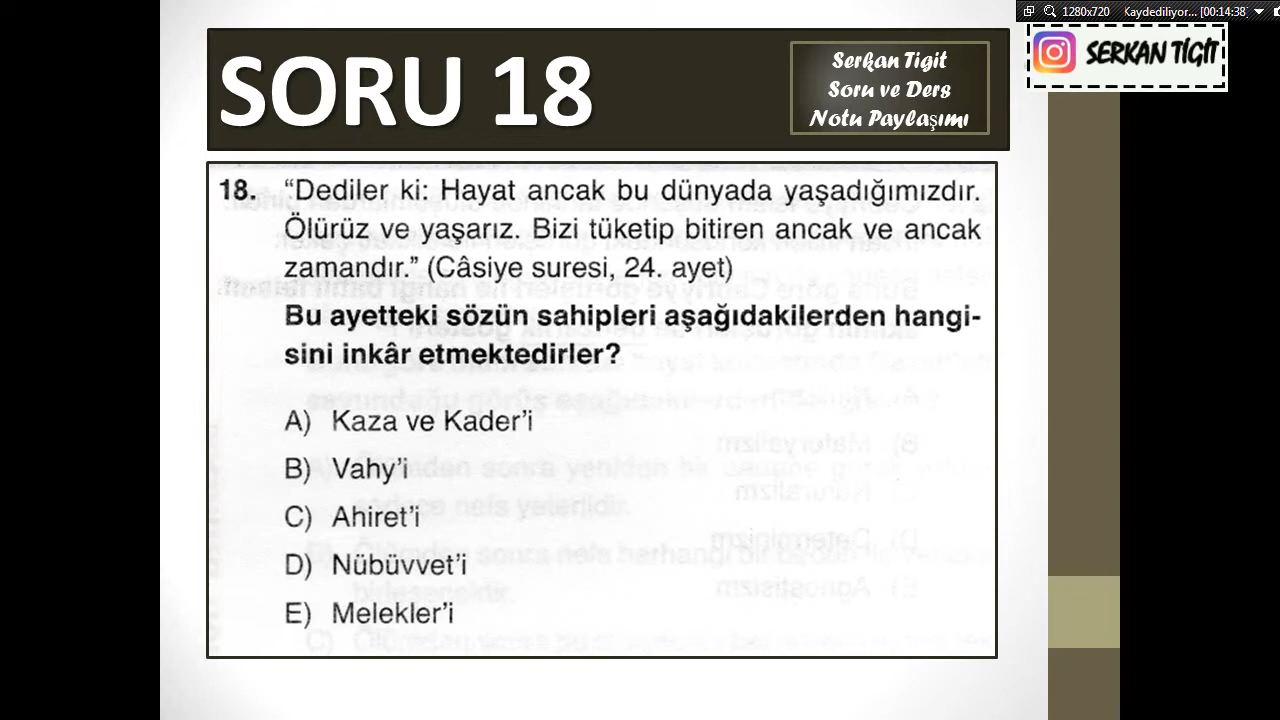 1280x720 Kaydediliyor... [00:14:38]
SERKAN TİGİT
SORU 18
Serkan Tigit
Soru ve Ders
Notu Paylaşımı
18. “Dediler ki: Hayat ancak bu dünyada yaşadığımızdır.
Ölürüz ve yaşarız. Bizi tüketip bitiren ancak ve ancak
zamandır.” (Câsiye suresi, 24. ayet)
Bu ayetteki sözün sahipleri aşağıdakilerden hangi-
sini inkâr etmektedirler?
A) Kaza ve Kader’i
B) Vahy’i
C) Ahiret’i
D) Nübüvvet’i
E) Melekler’i